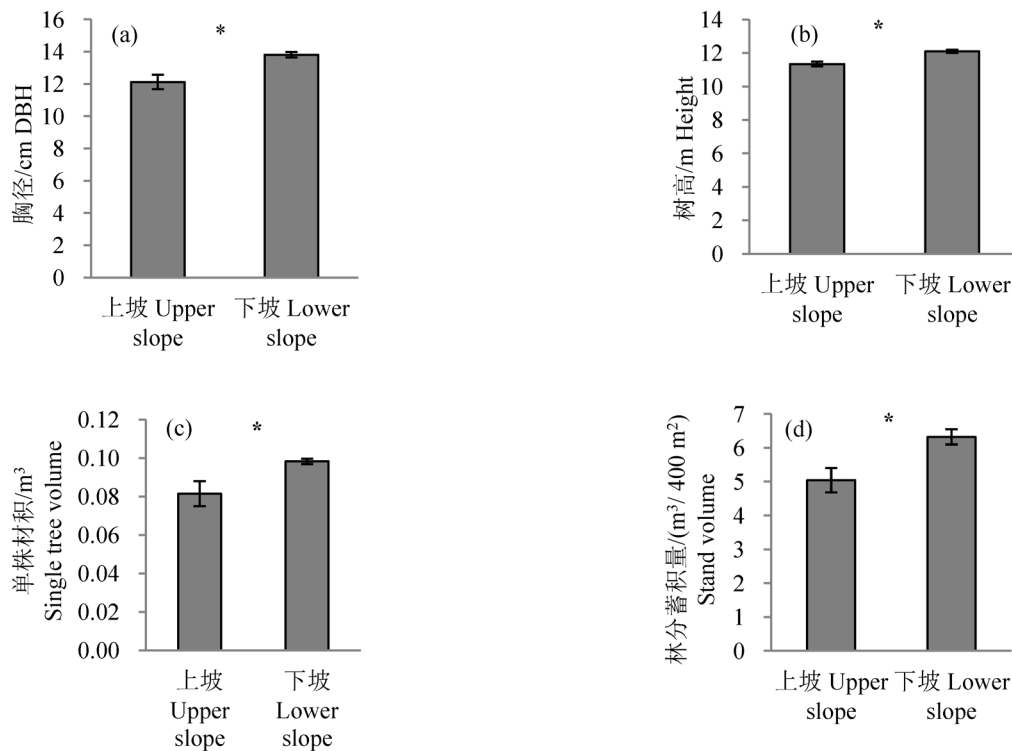 (a)
*
胸径/cm DBH
16
14
12
10
8
6
4
2
0
上坡 Upper
slope
下坡 Lower
slope
(b)
*
树高/m Height
14
12
10
8
6
4
2
0
上坡 Upper
slope
下坡 Lower
slope
(c)
*
单株材积/m³
Single tree volume
0.12
0.10
0.08
0.06
0.04
0.02
0.00
上坡
Upper
slope
下坡
Lower
slope
(d)
*
林分蓄积量/(m³/ 400 m²)
Stand volume
7
6
5
4
3
2
1
0
上坡 Upper
slope
下坡 Lower
slope